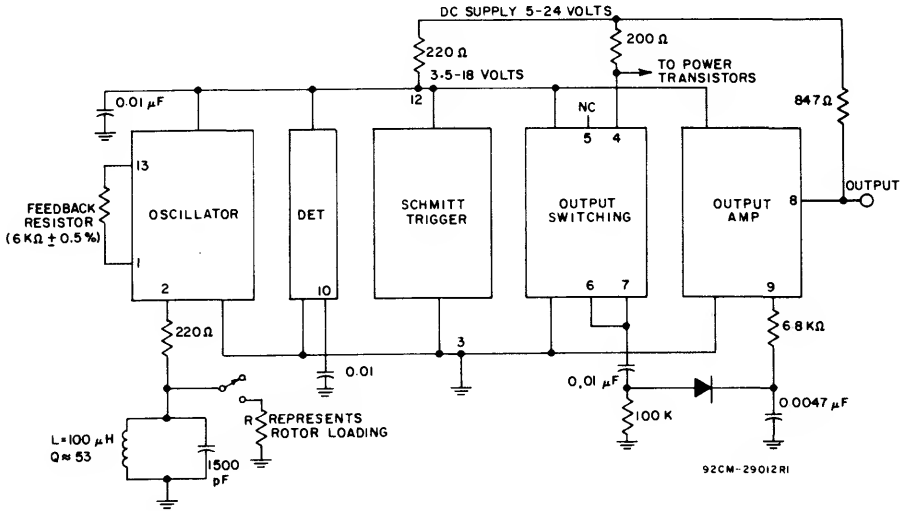 DC SUPPLY 5-24 VOLTS
220Ω
200Ω
TO POWER
TRANSISTORS
3·5-18 VOLTS
12
0.01 µF
NC
5
4
847Ω
13
FEEDBACK
RESISTOR
(6KΩ ± 0.5%)
1
OSCILLATOR
DET
SCHMITT
TRIGGER
OUTPUT
SWITCHING
OUTPUT
AMP
8
OUTPUT
2
10
6
7
9
220Ω
3
6.8 KΩ
0.01
0,01 µF
0.0047 µF
R
REPRESENTS
ROTOR LOADING
100 K
L=100 µH
Q≈53
1500
pF
92CM-29012R1